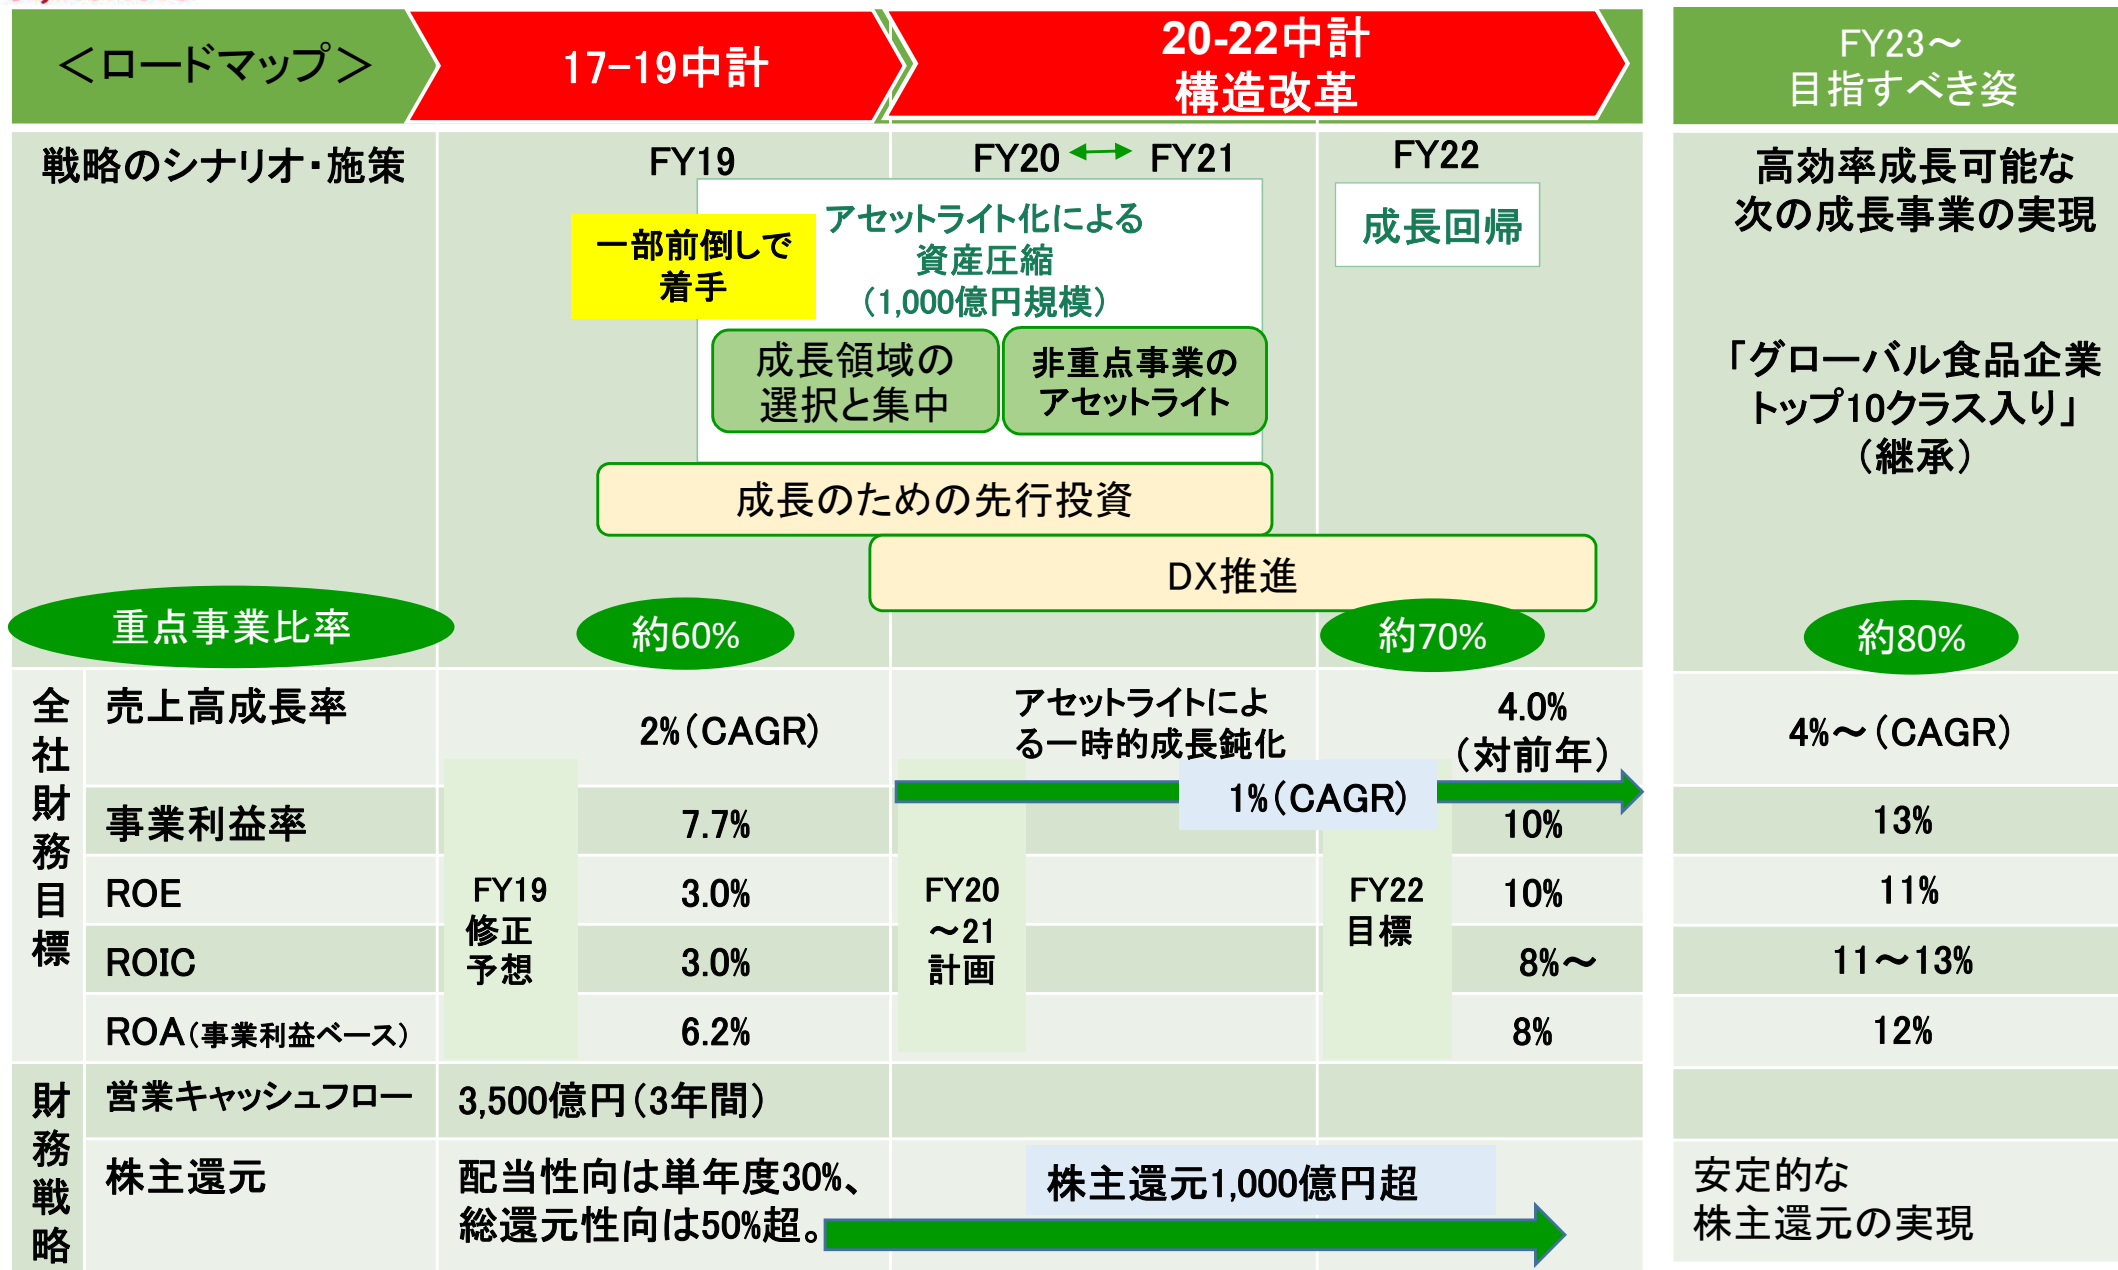 ＜ロードマップ＞
17-19中計
20-22中計
構造改革
FY23～
目指すべき姿
戦略のシナリオ・施策
FY19
FY20
FY21
FY22
一部前倒しで
着手
アセットライト化による
資産圧縮
（1,000億円規模）
成長領域の
選択と集中
非重点事業の
アセットライト
成長回帰
成長のための先行投資
DX推進
高効率成長可能な
次の成長事業の実現
「グローバル食品企業
トップ10クラス入り」
（継承）
重点事業比率
約60%
約70%
約80%
全社財務目標
売上高成長率
2%（CAGR）
アセットライトによ
る一時的成長鈍化
1%（CAGR）
4.0%
（対前年）
4%～（CAGR）
事業利益率
7.7%
10%
13%
FY19
修正
予想
FY20
～21
計画
FY22
目標
ROE
3.0%
10%
11%
ROIC
3.0%
8%～
11～13%
ROA（事業利益ベース）
6.2%
8%
12%
財務戦略
営業キャッシュフロー
3,500億円（3年間）
株主還元
配当性向は単年度30%、
総還元性向は50%超。
株主還元1,000億円超
安定的な
株主還元の実現